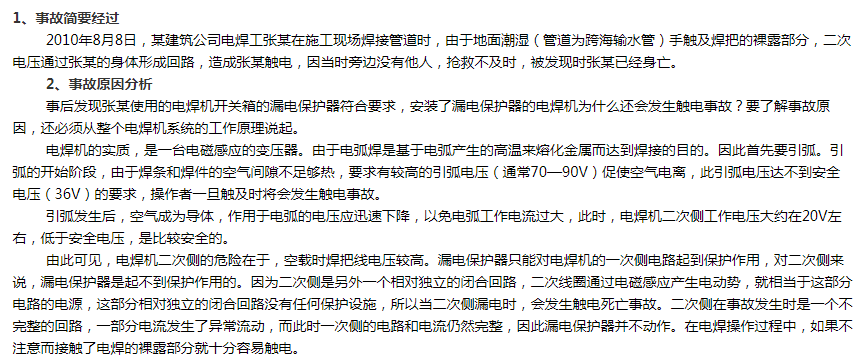 1、事故简要经过
2010年8月8日，某建筑公司电焊工张某在施工现场焊接管道时，由于地面潮湿（管道为跨海输水管）手触及焊把的裸露部分，二次
电压通过张某的身体形成回路，造成张某触电，因当时旁边没有他人，抢救不及时，被发现时张某已经身亡。
2、事故原因分析
事后发现张某使用的电焊机开关箱的漏电保护器符合要求，安装了漏电保护器的电焊机为什么还会发生触电事故？要了解事故原
因，还必须从整个电焊机系统的工作原理说起。
电焊机的实质，是一台电磁感应的变压器。由于电弧焊是基于电弧产生的高温来熔化金属而达到焊接的目的。因此首先要引弧。引
弧的开始阶段，由于焊条和焊件的空气间隙不足够热，要求有较高的引弧电压（通常70—90V）促使空气电离，此引弧电压达不到安全
电压（36V）的要求，操作者一旦触及时将会发生触电事故。
引弧发生后，空气成为导体，作用于电弧的电压应迅速下降，以免电弧工作电流过大，此时，电焊机二次侧工作电压大约在20V左
右，低于安全电压，是比较安全的。
由此可见，电焊机二次侧的危险在于，空载时焊把线电压较高。漏电保护器只能对电焊机的一次侧电路起到保护作用，对二次侧来
说，漏电保护器是起不到保护作用的。因为二次侧是另外一个相对独立的闭合回路，二次线圈通过电磁感应产生电动势，就相当于这部分
电路的电源，这部分相对独立的闭合回路没有任何保护设施，所以当二次侧漏电时，会发生触电死亡事故。二次侧在事故发生时是一个不
完整的回路，一部分电流发生了异常流动，而此时一次侧的电路和电流仍然完整，因此漏电保护器并不动作。在电焊操作过程中，如果不
注意而接触了电焊的裸露部分就十分容易触电。